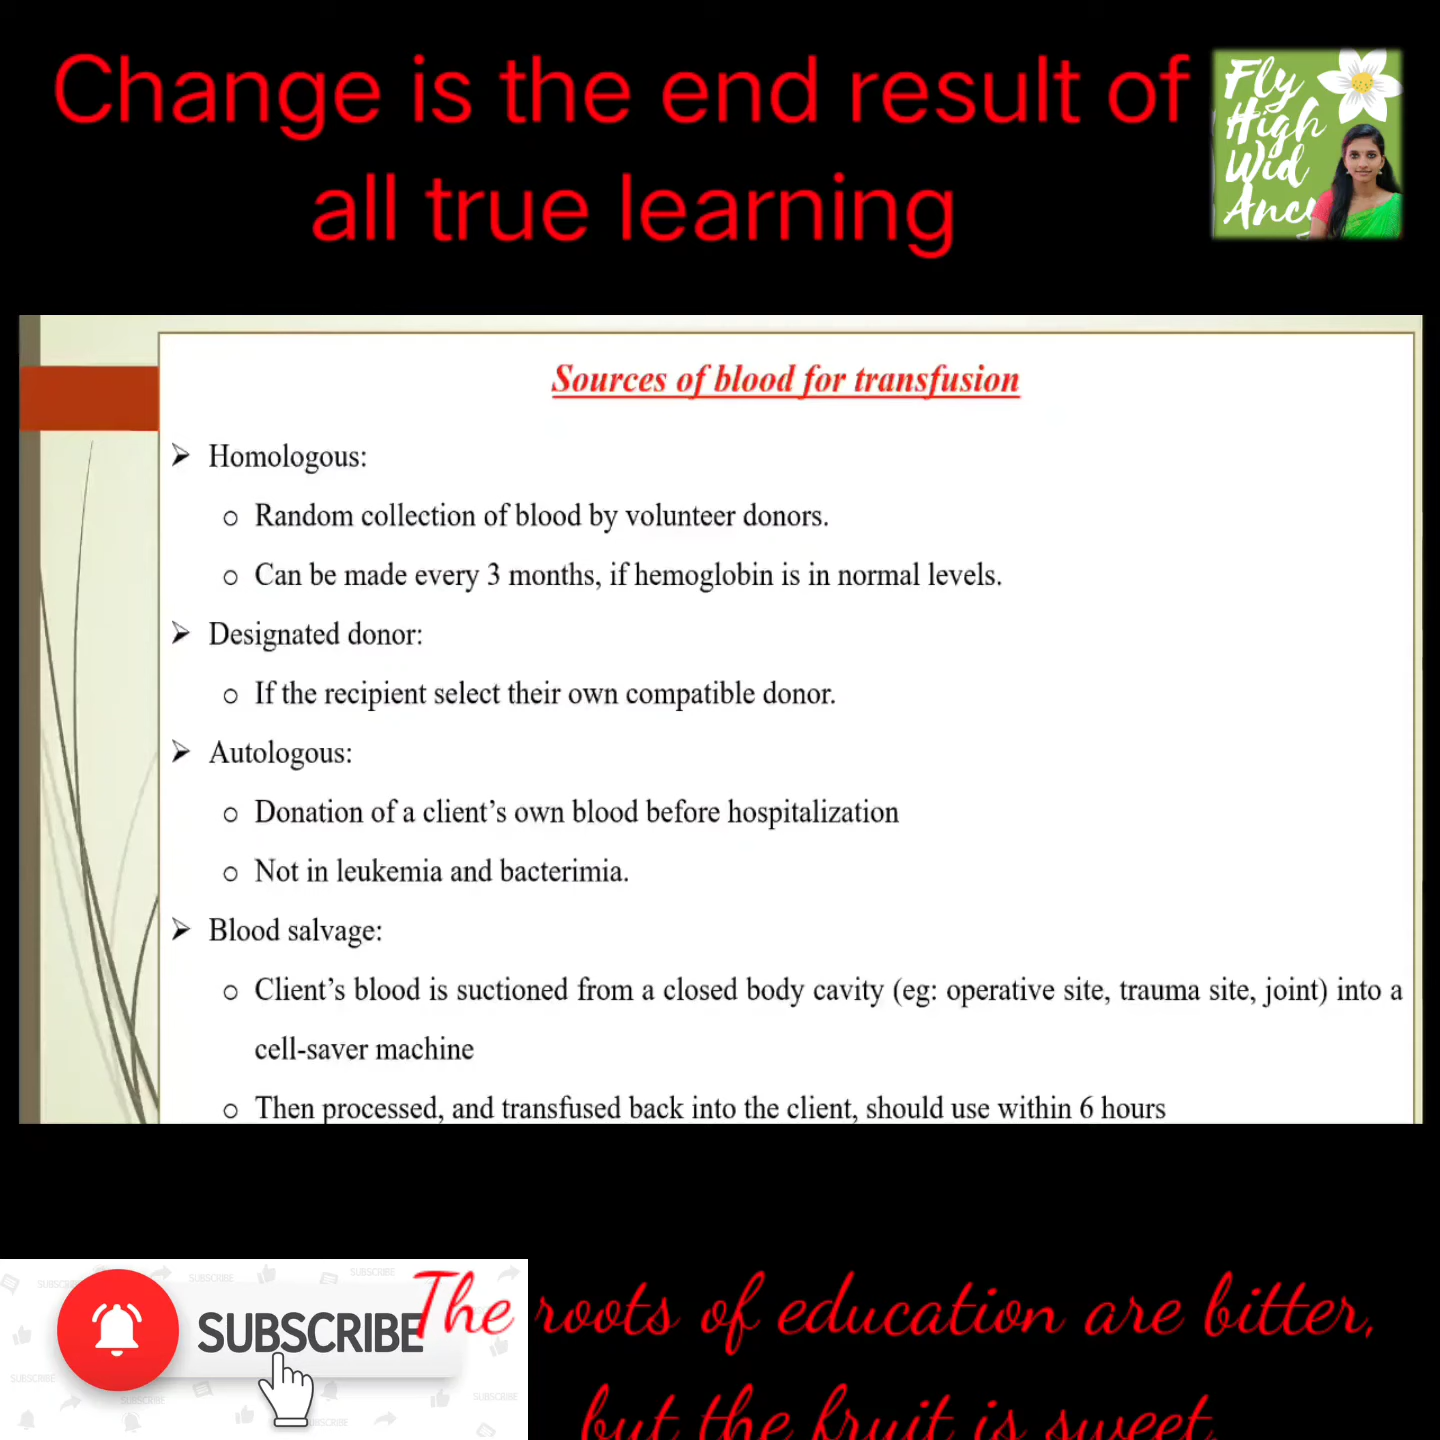 Change is the end result of
all true learning
Fly
High
Wid
Ancy
Sources of blood for transfusion
➢ Homologous:
o Random collection of blood by volunteer donors.
o Can be made every 3 months, if hemoglobin is in normal levels.
➢ Designated donor:
o If the recipient select their own compatible donor.
➢ Autologous:
o Donation of a client’s own blood before hospitalization
o Not in leukemia and bacterimia.
➢ Blood salvage:
o Client’s blood is suctioned from a closed body cavity (eg: operative site, trauma site, joint) into a
cell-saver machine
o Then processed, and transfused back into the client, should use within 6 hours
SUBSCRIBE
The roots of education are bitter,
but the fruit is sweet.